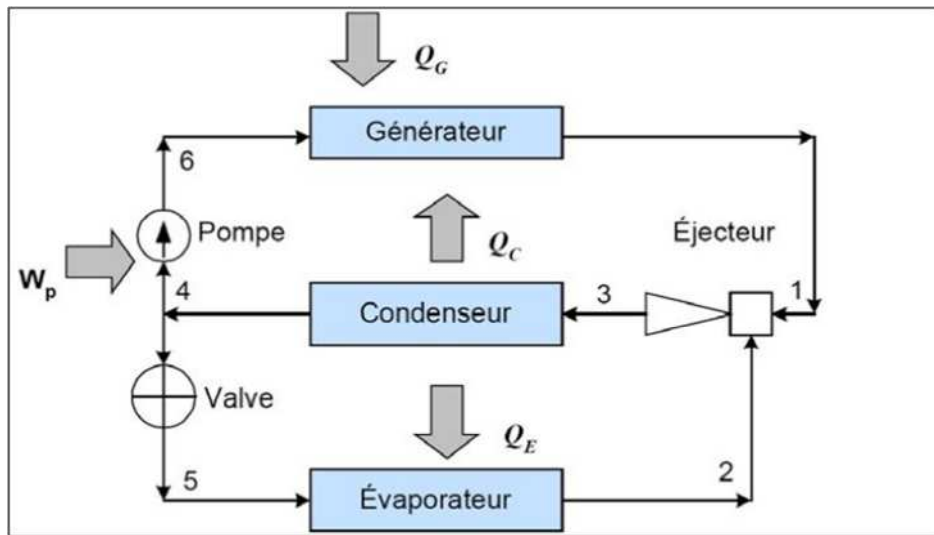 Q_G
Générateur
6
Pompe
Q_C
Éjecteur
W_p
4
Condenseur
3
1
Valve
Q_E
5
Évaporateur
2